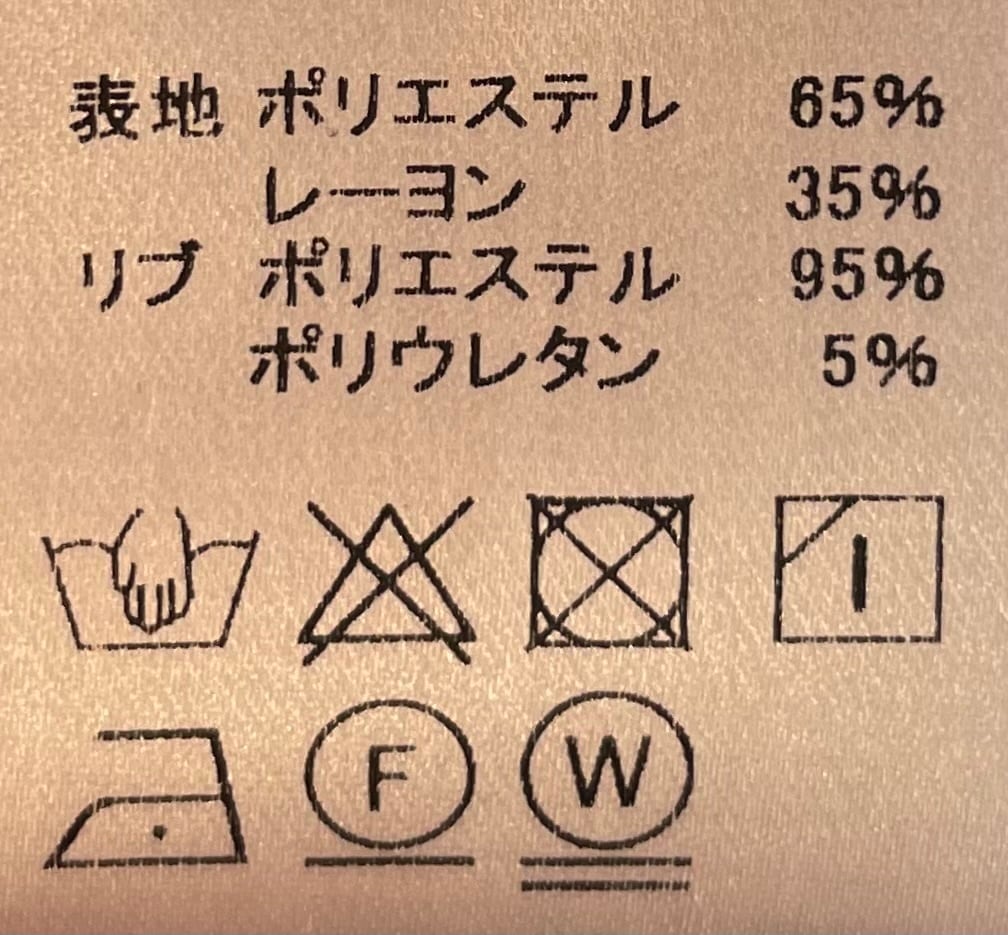 表地 ポリエステル 65%
レーヨン 35%
リブ ポリエステル 95%
ポリウレタン 5%
F W